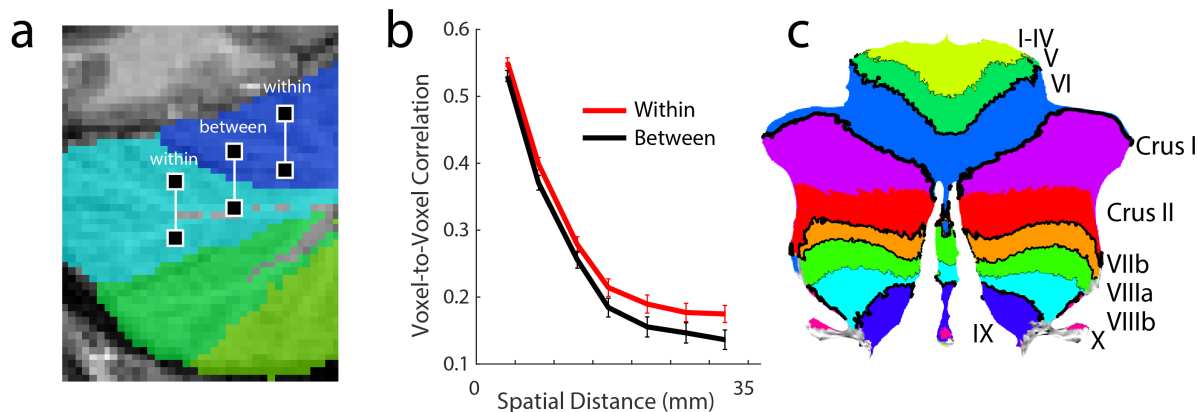 a
within
between
within
b
Voxel-to-Voxel Correlation
0.6
0.5
0.4
0.3
0.2
0.1
0
35
Spatial Distance (mm)
Within
Between
c
I-IV
V
VI
Crus I
Crus II
VIIb
VIIIa
VIIIb
IX
X